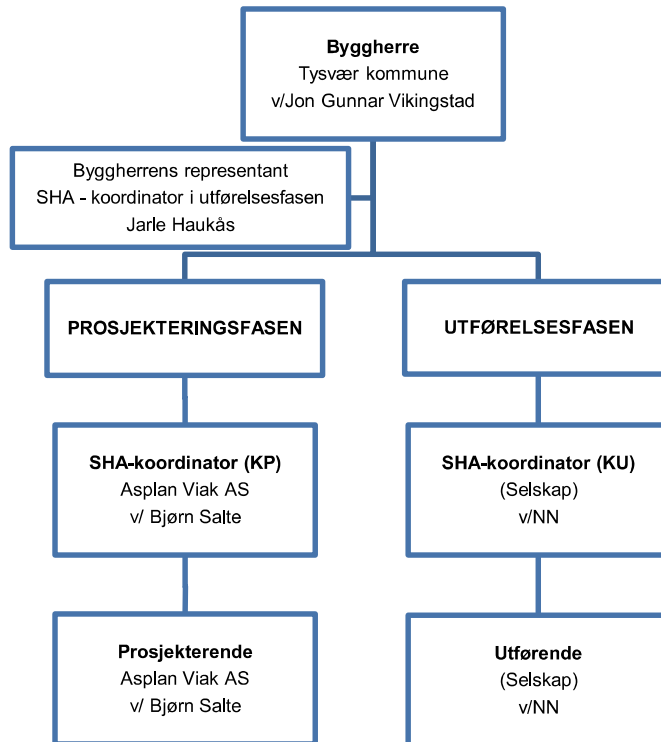 Byggherre
Tysvær kommune
v/Jon Gunnar Vikingstad
Byggherrens representant
SHA - koordinator i utførelsesfasen
Jarle Haukås
PROSJEKTERINGSFASEN
UTFØRELSESFASEN
SHA-koordinator (KP)
Asplan Viak AS
v/ Bjørn Salte
SHA-koordinator (KU)
(Selskap)
v/NN
Prosjekterende
Asplan Viak AS
v/ Bjørn Salte
Utførende
(Selskap)
v/NN